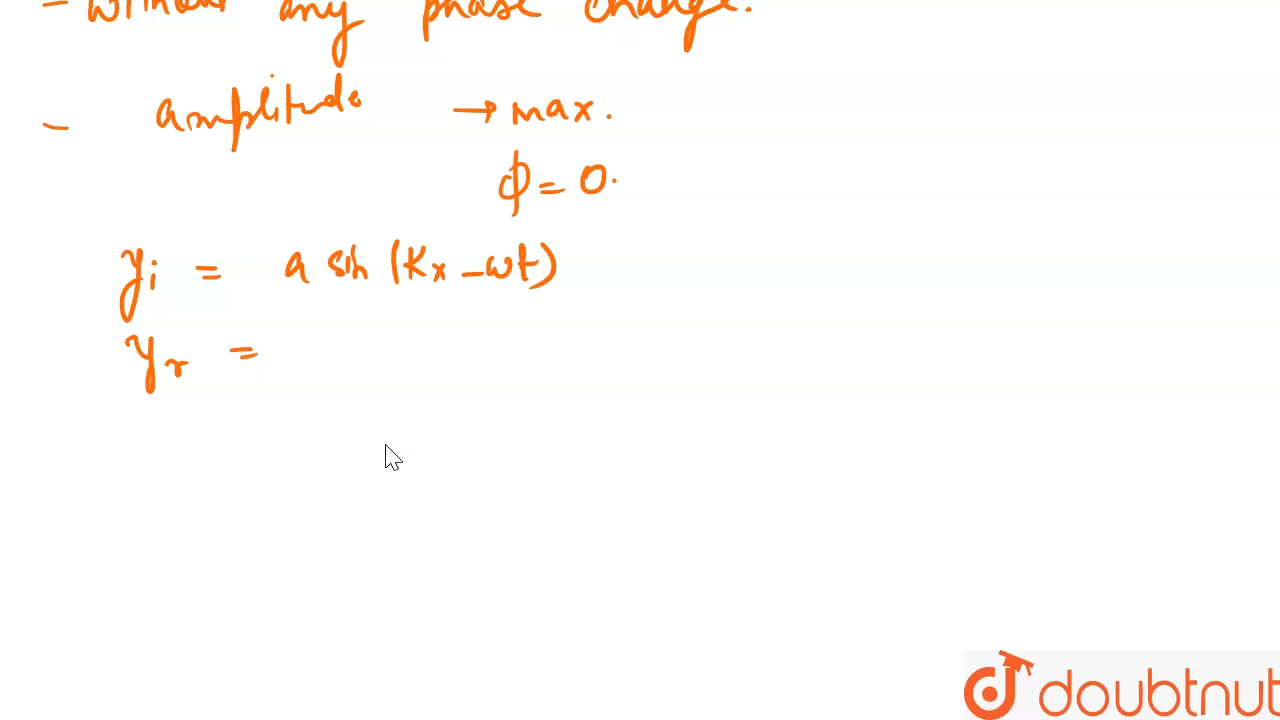 - Without any phase change.
- amplitude → max.
ϕ = 0.
yi = a sin (Kx - ωt)
yr =
doubtnut